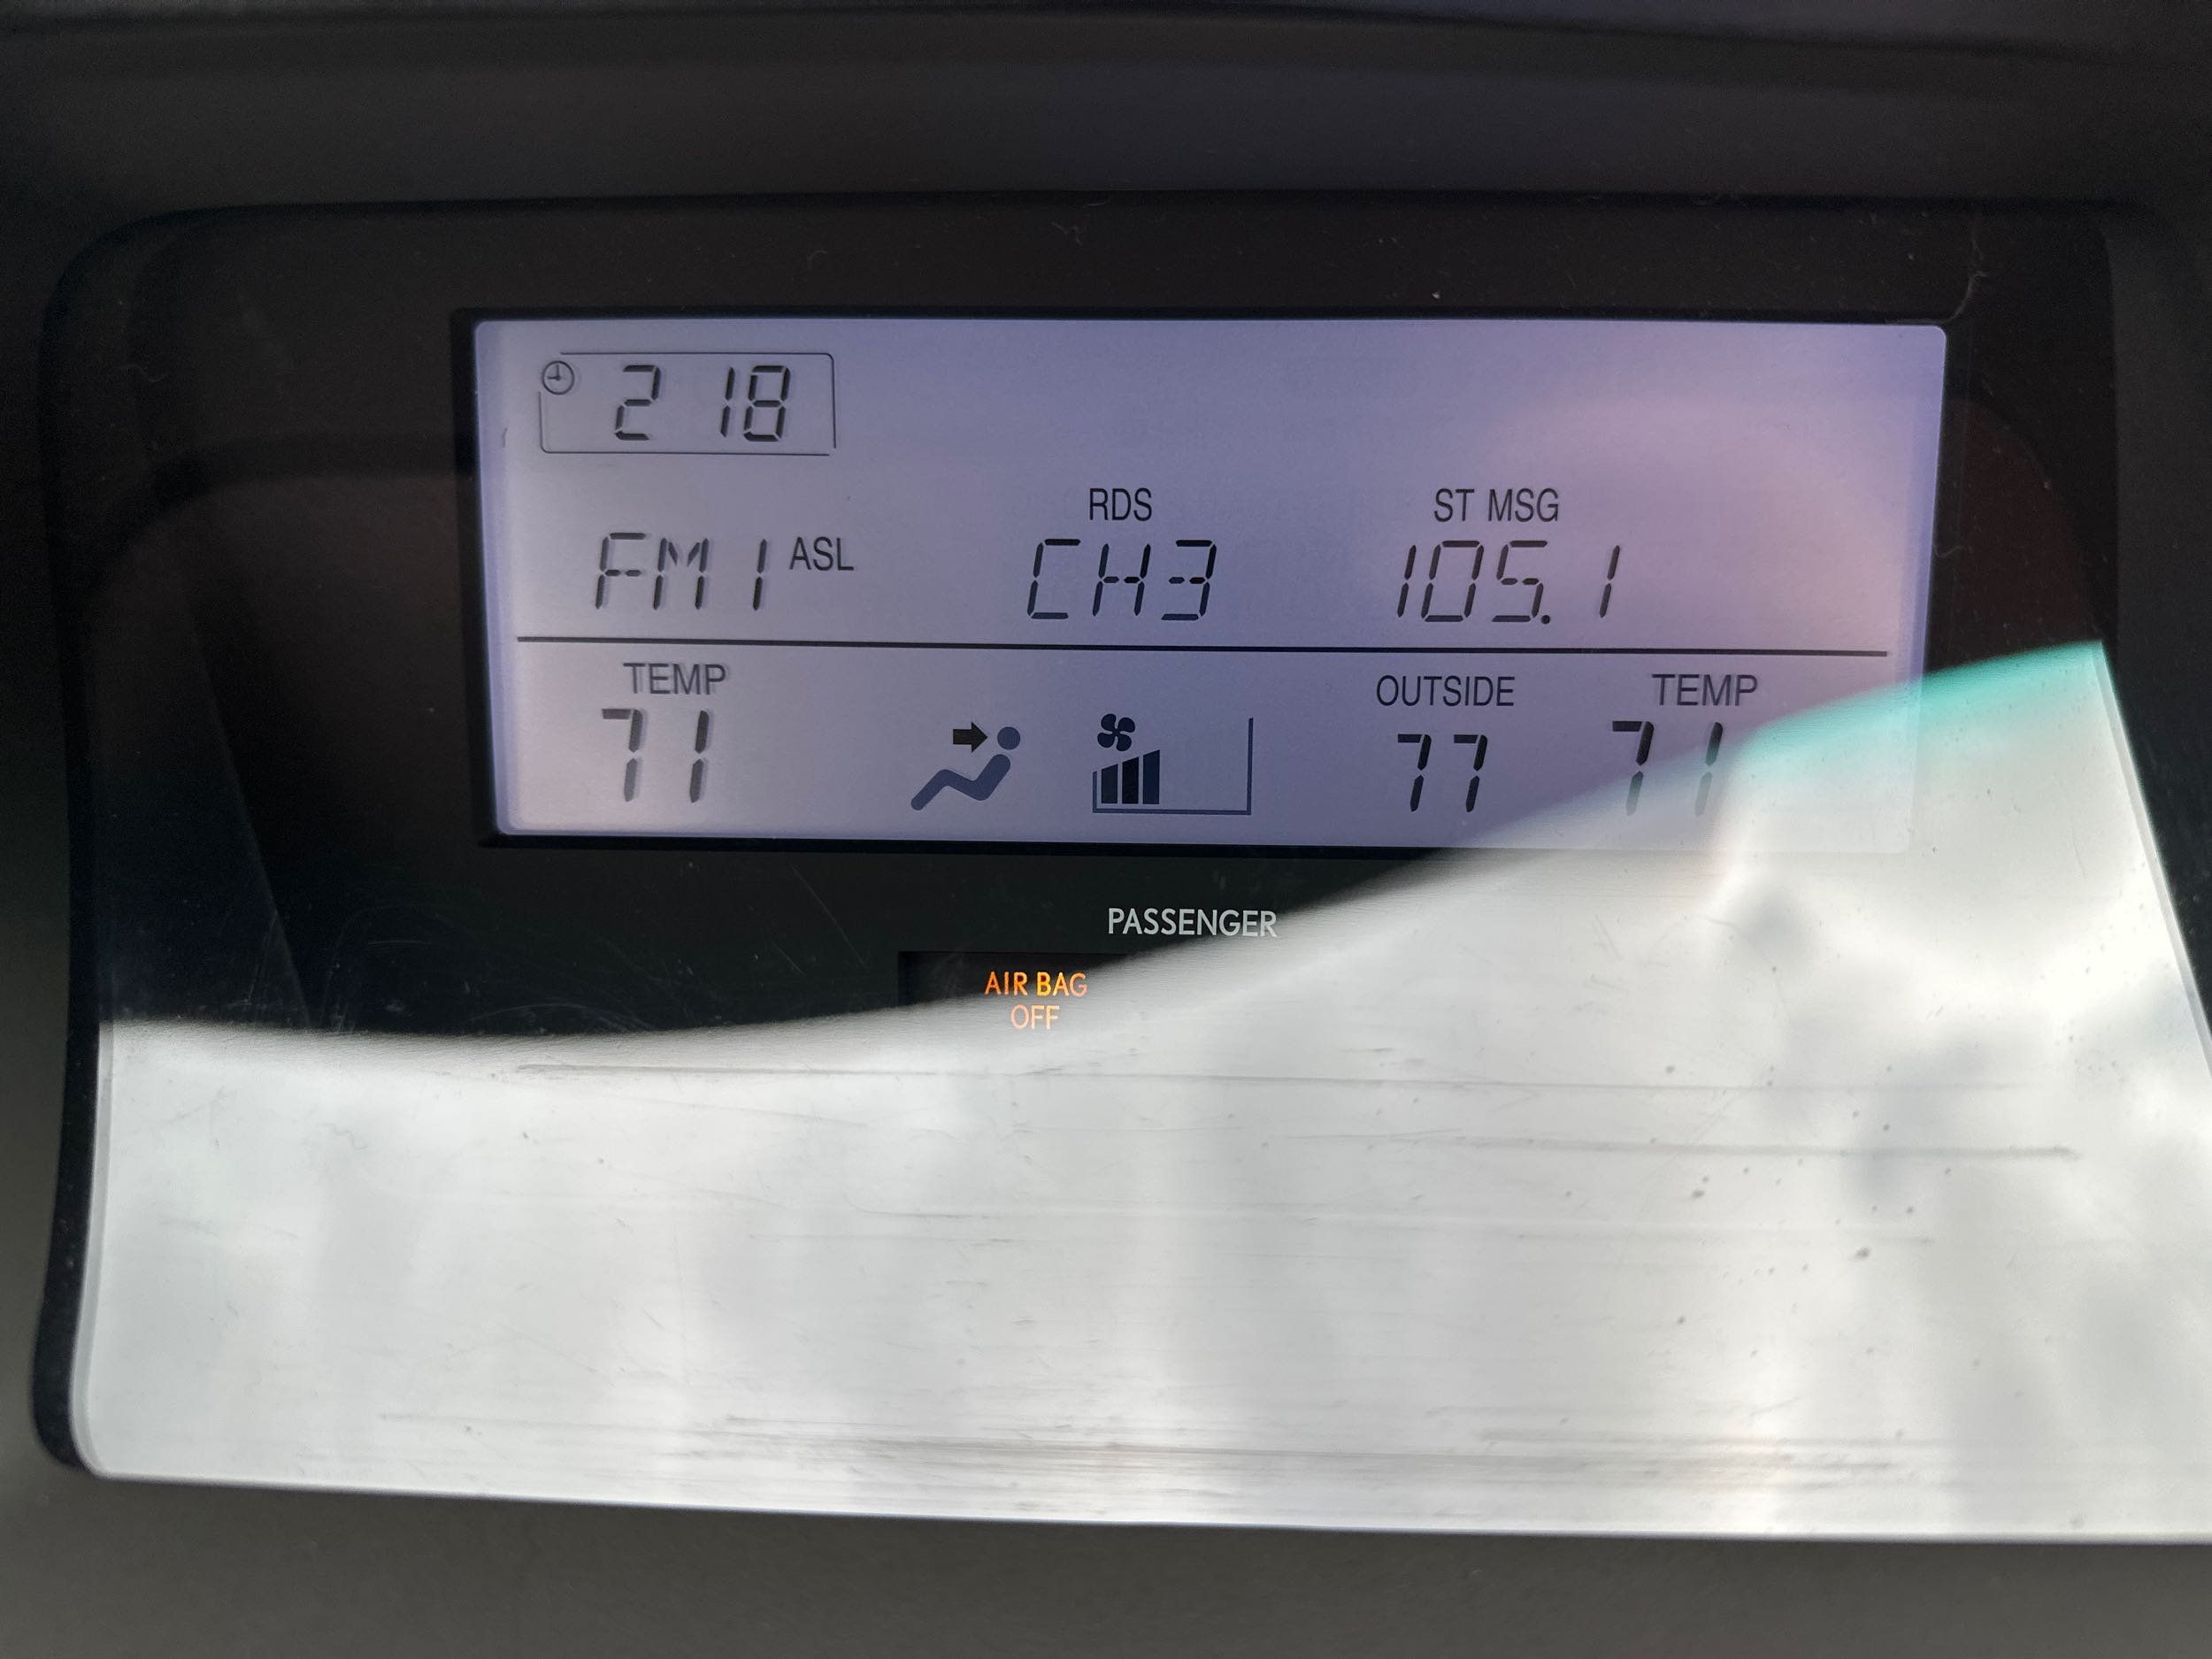 2 18
RDS ST MSG
FM1 ASL CH3 105.1
TEMP OUTSIDE TEMP
71 77 71
PASSENGER
AIR BAG
OFF